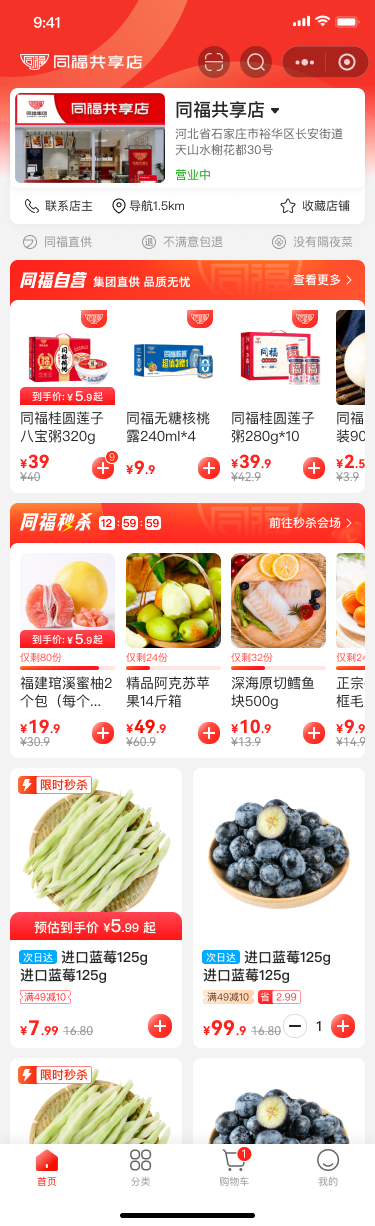 9:41
同福共享店
同福集团
同福共享店
同福共享店
河北省石家庄市裕华区长安街道
天山水榭花都30号
营业中
联系店主
导航1.5km
收藏店铺
同福直供
不满意包退
没有隔夜菜
同福自营 集团直供 品质无忧
查看更多
到手价: ¥5.9起
同福桂圆莲子
八宝粥320g
¥39
¥40
9
同福无糖核桃
露240ml*4
¥9.9
同福桂圆莲子
粥280g*10
¥39.9
¥42.9
同福
装90
¥2.5
¥3.9
同福秒杀 12:59:59
前往秒杀会场
到手价: ¥5.9起
仅剩80份
福建琯溪蜜柚2
个包（每个...
¥19.9
¥30.9
仅剩24份
精品阿克苏苹
果14斤箱
¥49.9
¥60.9
仅剩32份
深海原切鳕鱼
块500g
¥10.9
¥13.9
仅剩24
正宗
框毛
¥9.9
¥14.9
限时秒杀
预估到手价 ¥5.99 起
次日达 进口蓝莓125g
进口蓝莓125g
满49减10
¥7.99 16.80
次日达 进口蓝莓125g
进口蓝莓125g
满49减10 省 2.99
¥99.9 16.80 1
限时秒杀
首页
分类
1
购物车
我的